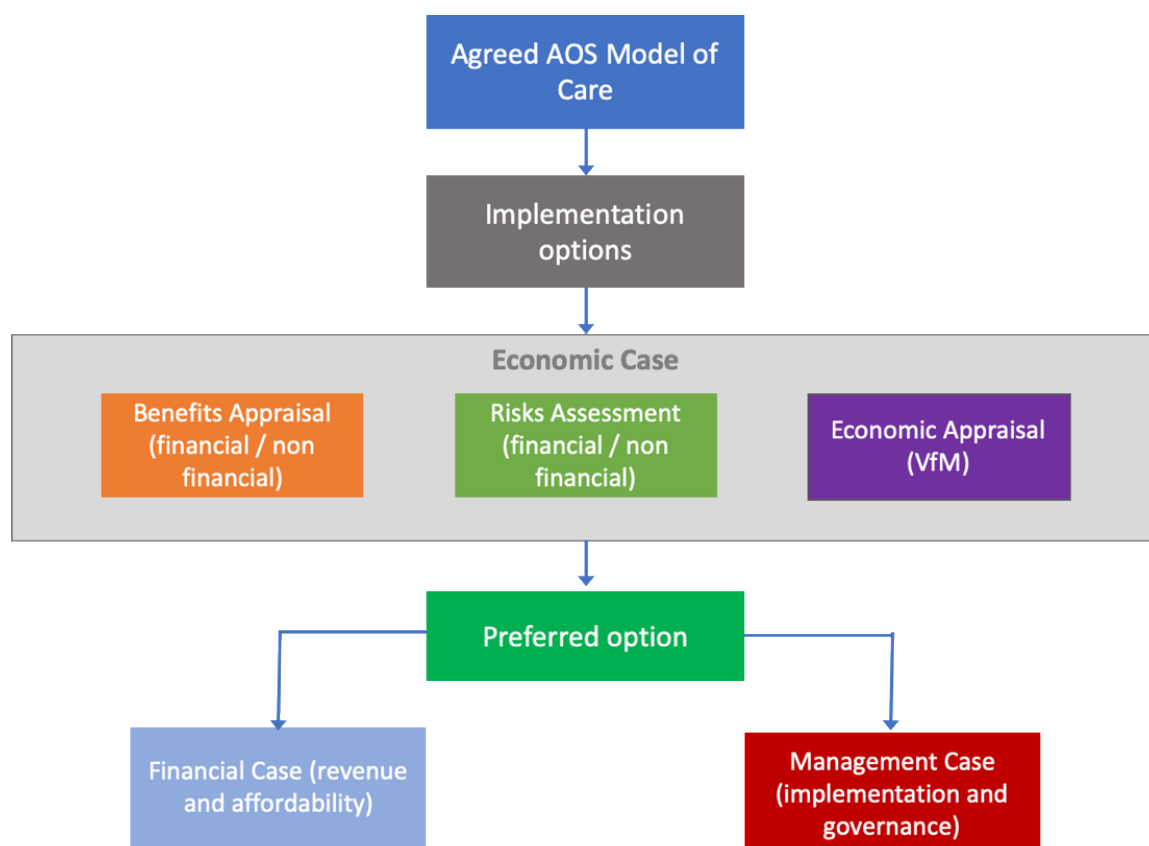 Agreed AOS Model of
Care
Implementation
options
Economic Case
Benefits Appraisal
(financial / non
financial)
Risks Assessment
(financial / non
financial)
Economic Appraisal
(VfM)
Preferred option
Financial Case (revenue
and affordability)
Management Case
(implementation and
governance)